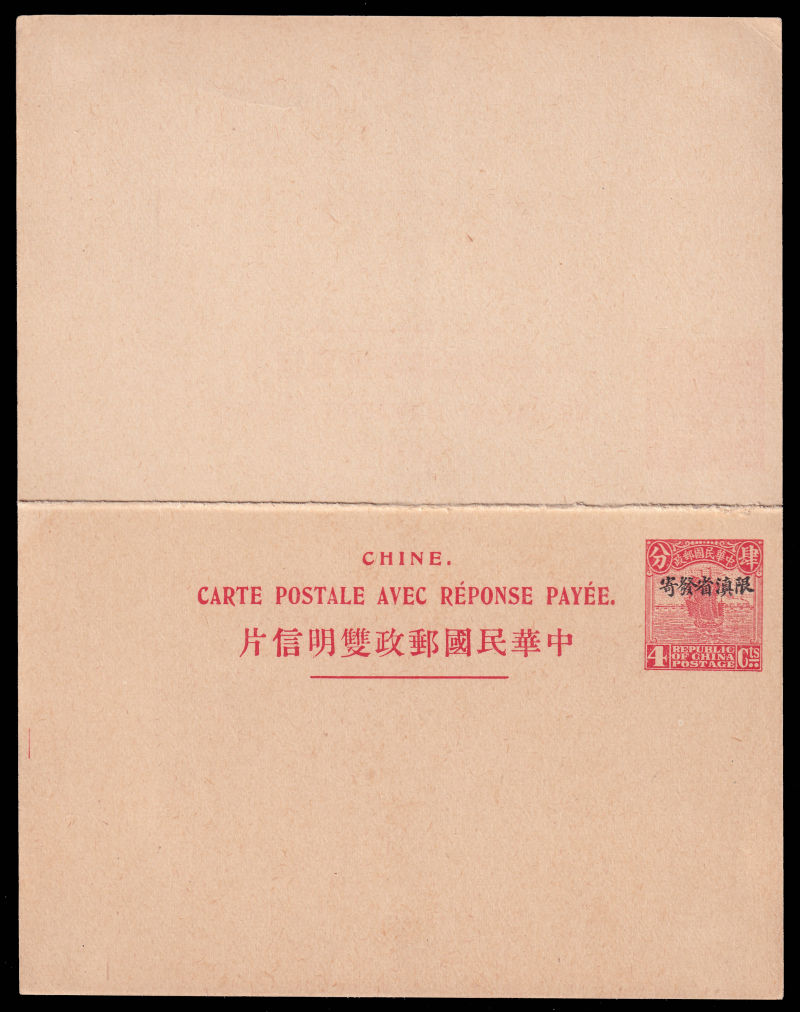 CHINE.
CARTE POSTALE AVEC RÉPONSE PAYÉE.
中華民國郵政雙明信片
肆
中華民國郵政
分
限滇省發寄
4
REPUBLIC
OF CHINA
POSTAGE
Cts